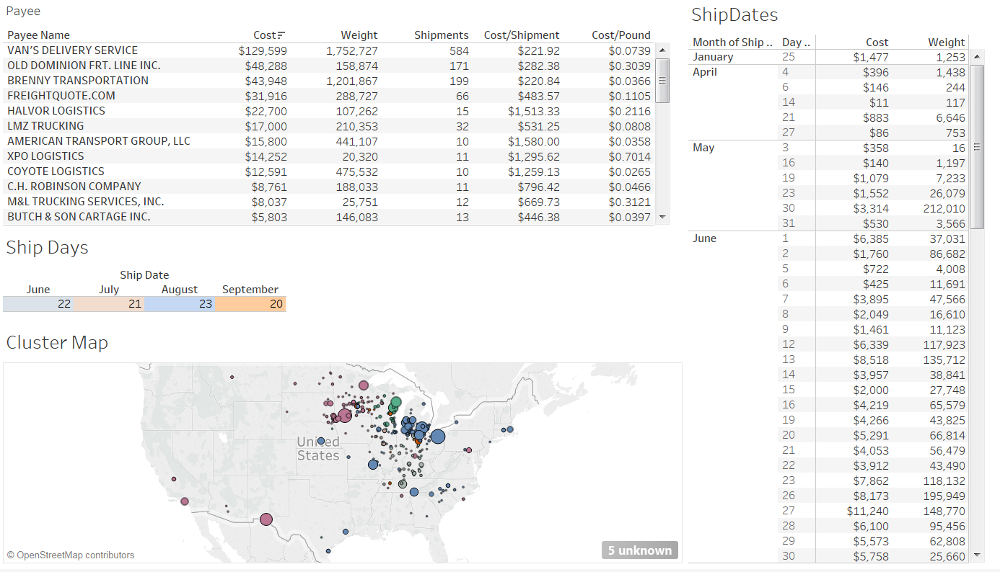 Payee
Payee Name Cost Weight Shipments Cost/Shipment Cost/Pound
VAN'S DELIVERY SERVICE $129,599 1,752,727 584 $221.92 $0.0739
OLD DOMINION FRT. LINE INC. $48,288 158,874 171 $282.38 $0.3039
BRENNY TRANSPORTATION $43,948 1,201,867 199 $220.84 $0.0366
FREIGHTQUOTE.COM $31,916 288,727 66 $483.57 $0.1105
HALVOR LOGISTICS $22,700 107,262 15 $1,513.33 $0.2116
LMZ TRUCKING $17,000 210,353 32 $531.25 $0.0808
AMERICAN TRANSPORT GROUP, LLC $15,800 441,107 10 $1,580.00 $0.0358
XPO LOGISTICS $14,252 20,320 11 $1,295.62 $0.7014
COYOTE LOGISTICS $12,591 475,532 10 $1,259.13 $0.0265
C.H. ROBINSON COMPANY $8,761 188,033 11 $796.42 $0.0466
M&L TRUCKING SERVICES, INC. $8,037 25,751 12 $669.73 $0.3121
BUTCH & SON CARTAGE INC. $5,803 146,083 13 $446.38 $0.0397
Ship Days
Ship Date
June July August September
22 21 23 20
Cluster Map
United
States
5 unknown
© OpenStreetMap contributors
ShipDates
Month of Ship .. Day .. Cost Weight
January 25 $1,477 1,253
April 4 $396 1,438
6 $146 244
14 $11 117
21 $883 6,646
27 $86 753
May 3 $358 16
16 $140 1,197
19 $1,079 7,233
23 $1,552 26,079
30 $3,314 212,010
31 $530 3,566
June 1 $6,385 37,031
2 $1,760 86,682
5 $722 4,008
6 $425 11,691
7 $3,895 47,566
8 $2,049 16,610
9 $1,461 11,123
12 $6,339 117,923
13 $8,518 135,712
14 $3,957 38,841
15 $2,000 27,748
16 $4,219 65,579
19 $4,266 43,825
20 $5,291 66,814
21 $4,053 56,479
22 $3,912 43,490
23 $7,862 118,132
26 $8,173 195,949
27 $11,240 148,770
28 $6,100 95,456
29 $5,573 62,808
30 $5,758 25,660